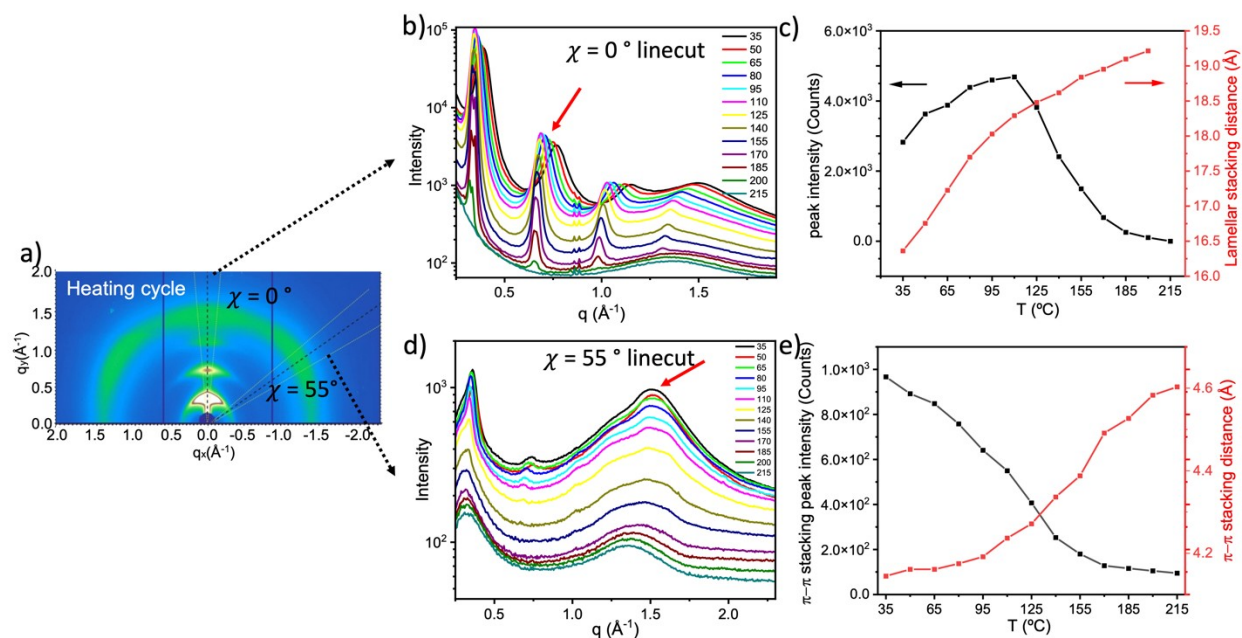 a)
Heating cycle
χ = 0 °
χ = 55°
qy(Å⁻¹)
2.0
1.5
1.0
0.5
0.0
2.0 1.5 1.0 0.5 0.0 -0.5 -1.0 -1.5 -2.0
qx(Å⁻¹)
b)
χ = 0 ° linecut
Intensity
10⁵
10⁴
10³
10²
0.5 1.0 1.5
q (Å⁻¹)
35
50
65
80
95
110
125
140
155
170
185
200
215
c)
peak intensity (Counts)
6.0×10³
4.0×10³
2.0×10³
0.0
35 65 95 125 155 185 215
T (ºC)
19.5
19.0
18.5
18.0
17.5
17.0
16.5
16.0
Lamellar stacking distance (Å)
d)
χ = 55 ° linecut
Intensity
10³
10²
0.5 1.0 1.5 2.0
q (Å⁻¹)
35
50
65
80
95
110
125
140
155
170
185
200
215
e)
π−π stacking peak intensity (Counts)
1.0×10³
8.0×10²
6.0×10²
4.0×10²
2.0×10²
0.0
35 65 95 125 155 185 215
T (ºC)
4.6
4.4
4.2
π−π stacking distance (Å)